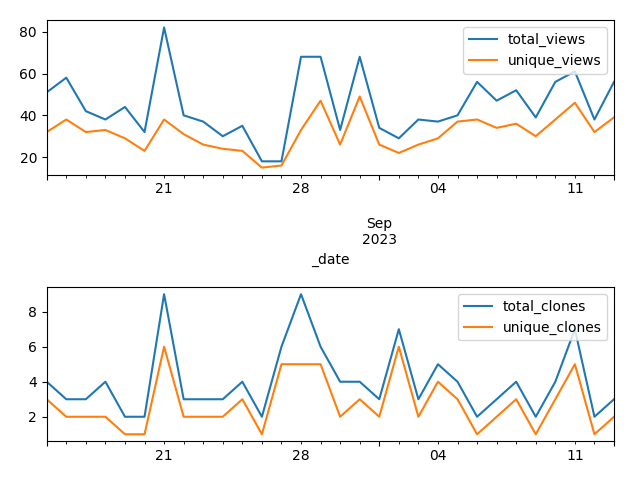 80
60
40
20
total_views
unique_views
21
28
04
11
Sep
2023
_date
8
6
4
2
total_clones
unique_clones
21
28
04
11